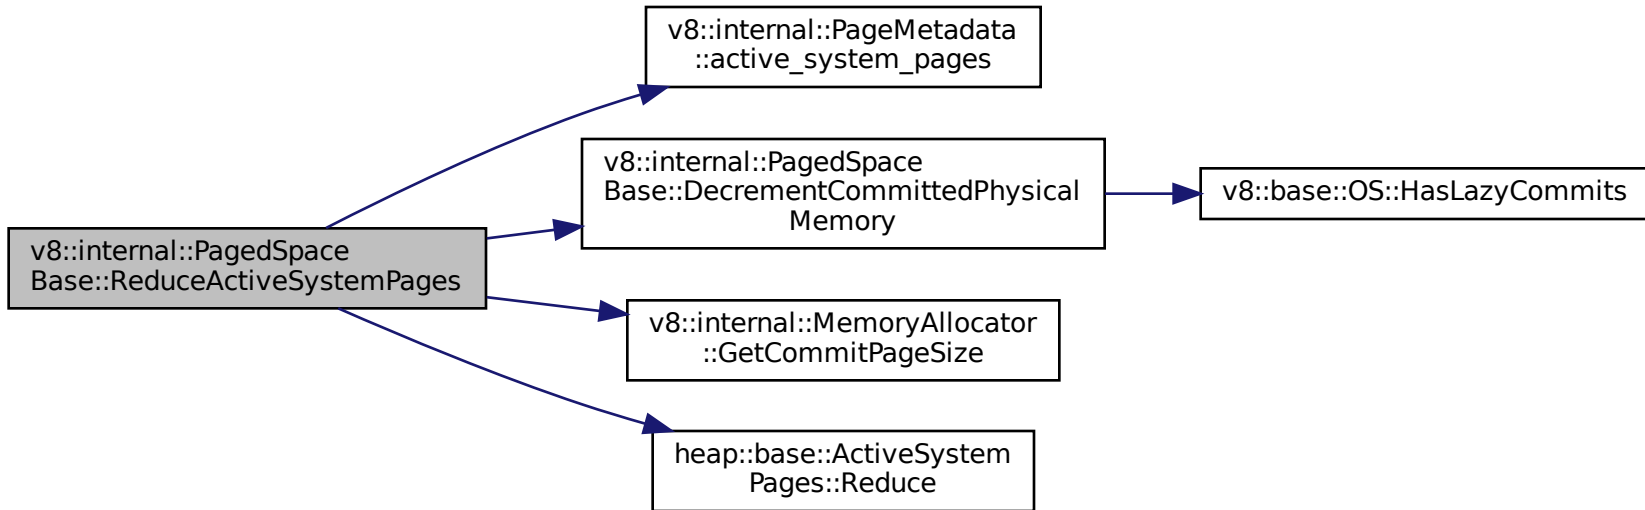 v8::internal::PageMetadata
::active_system_pages
v8::internal::PagedSpace
Base::DecrementCommittedPhysical
Memory
v8::base::OS::HasLazyCommits
v8::internal::PagedSpace
Base::ReduceActiveSystemPages
v8::internal::MemoryAllocator
::GetCommitPageSize
heap::base::ActiveSystem
Pages::Reduce